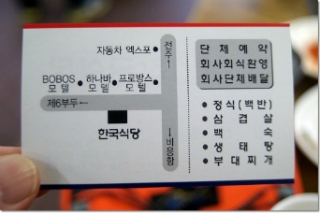 자동차 엑스포
전주↑
BOBOS 모텔
하나바 모텔
프로방스 모텔
제6부두←
한국식당
↓비응항
단체예약
회사회식환영
회사단체배달
• 정식(백반)
• 삼겹살
• 백숙
• 생태탕
• 부대찌개